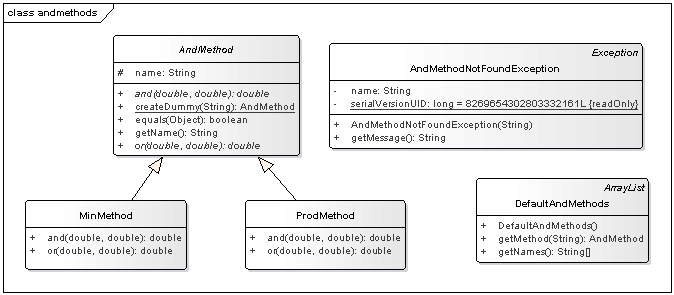 class andmethods
AndMethod
# name: String
+ and(double, double): double
+ createDummy(String): AndMethod
+ equals(Object): boolean
+ getName(): String
+ or(double, double): double
Exception
AndMethodNotFoundException
- name: String
- serialVersionUID: long = 8269654302803332161L {readOnly}
+ AndMethodNotFoundException(String)
+ getMessage(): String
MinMethod
+ and(double, double): double
+ or(double, double): double
ProdMethod
+ and(double, double): double
+ or(double, double): double
ArrayList
DefaultAndMethods
+ DefaultAndMethods()
+ getMethod(String): AndMethod
+ getNames(): String[]